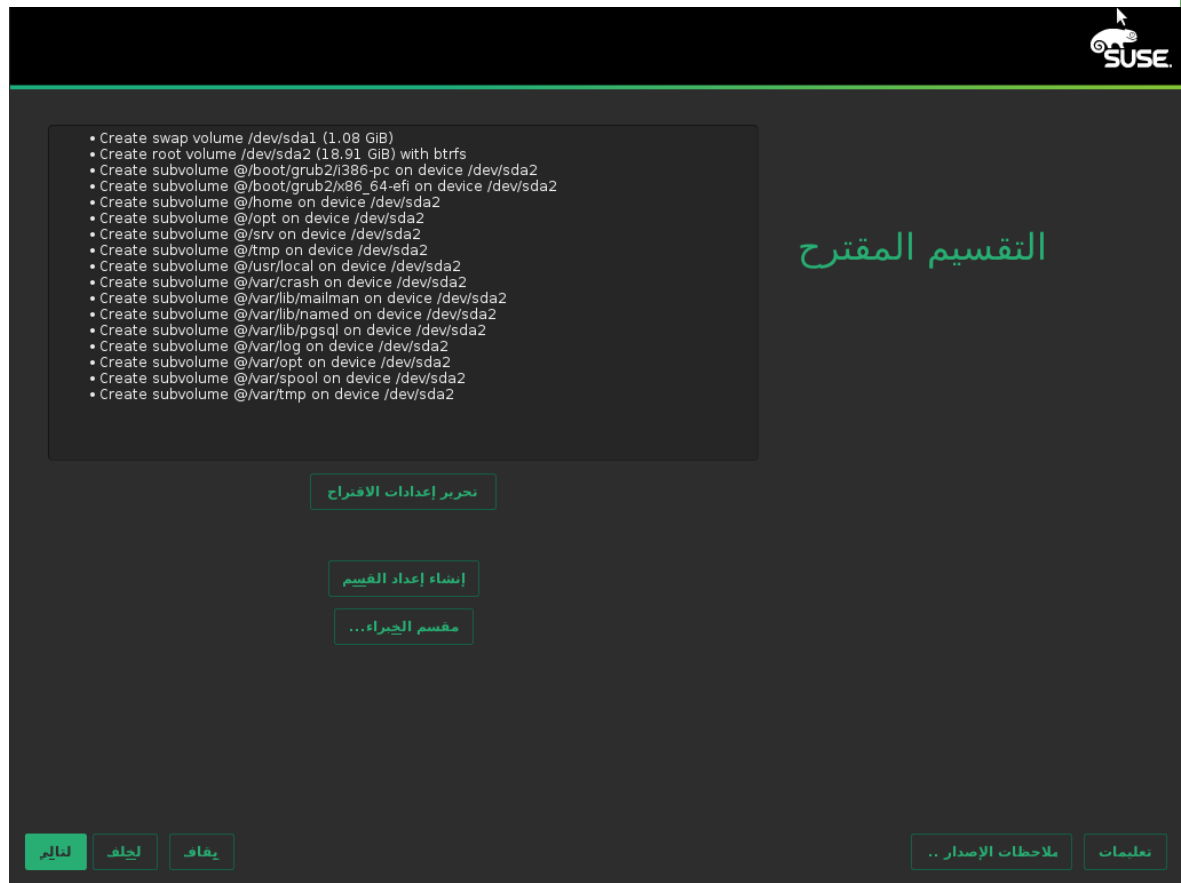 SUSE.
التقسيم المقترح
• Create swap volume /dev/sda1 (1.08 GiB)
• Create root volume /dev/sda2 (18.91 GiB) with btrfs
• Create subvolume @/boot/grub2/i386-pc on device /dev/sda2
• Create subvolume @/boot/grub2/x86_64-efi on device /dev/sda2
• Create subvolume @/home on device /dev/sda2
• Create subvolume @/opt on device /dev/sda2
• Create subvolume @/srv on device /dev/sda2
• Create subvolume @/tmp on device /dev/sda2
• Create subvolume @/usr/local on device /dev/sda2
• Create subvolume @/var/crash on device /dev/sda2
• Create subvolume @/var/lib/mailman on device /dev/sda2
• Create subvolume @/var/lib/named on device /dev/sda2
• Create subvolume @/var/lib/pgsql on device /dev/sda2
• Create subvolume @/var/log on device /dev/sda2
• Create subvolume @/var/opt on device /dev/sda2
• Create subvolume @/var/spool on device /dev/sda2
• Create subvolume @/var/tmp on device /dev/sda2
تحرير إعدادات الاقتراح
إنشاء إعداد القسم
مقسم الخبراء...
تعليمات
ملاحظات الإصدار ..
يقاف
لخلف
لتالي